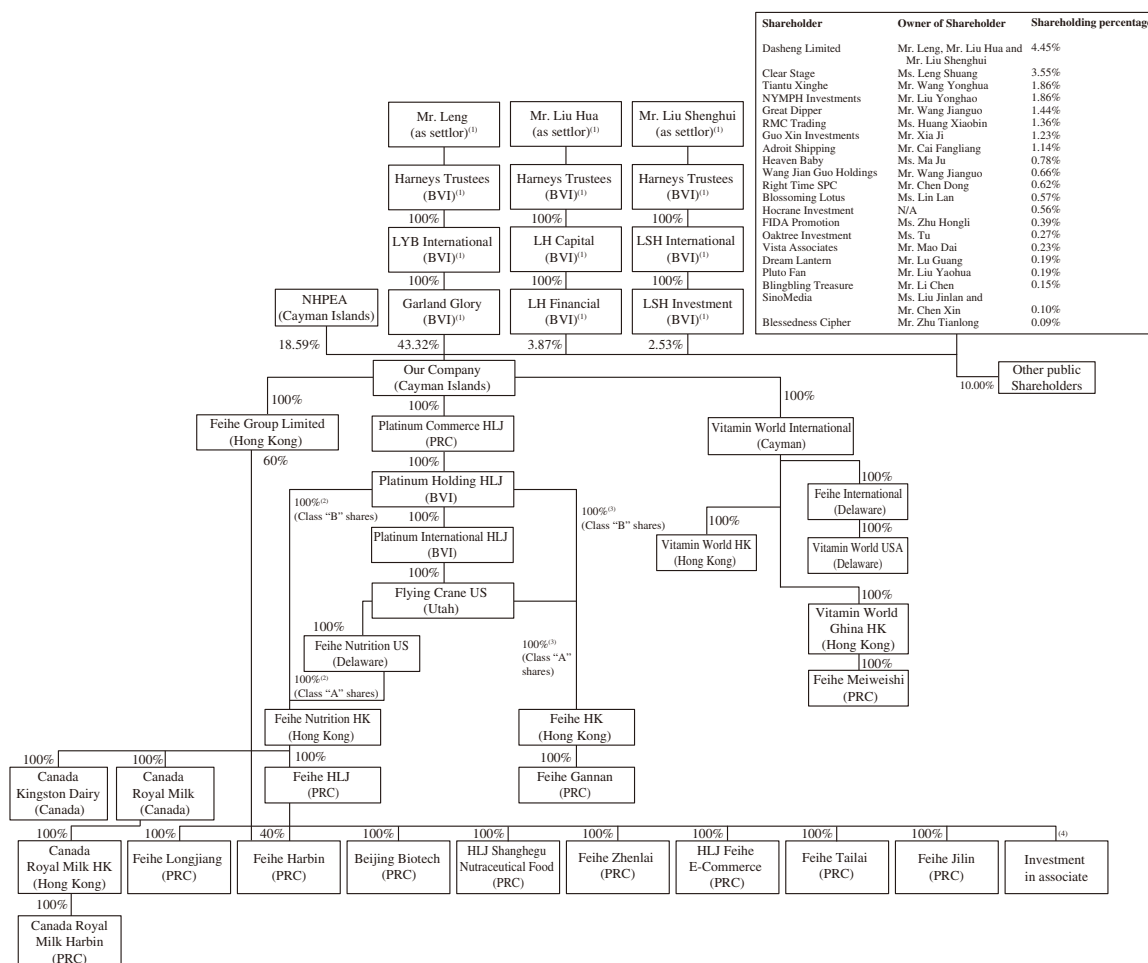 Shareholder Owner of Shareholder Shareholding percentage
Dasheng Limited Mr. Leng, Mr. Liu Hua and 4.45%
Mr. Liu Shenghui
Clear Stage Ms. Leng Shuang 3.55%
Tiantu Xinghe Mr. Wang Yonghua 1.86%
NYMPH Investments Mr. Liu Yonghao 1.86%
Great Dipper Mr. Wang Jianguo 1.44%
RMC Trading Ms. Huang Xiaobin 1.36%
Guo Xin Investments Mr. Xia Ji 1.23%
Adroit Shipping Mr. Cai Fangliang 1.14%
Heaven Baby Ms. Ma Ju 0.78%
Wang Jian Guo Holdings Mr. Wang Jianguo 0.66%
Right Time SPC Mr. Chen Dong 0.62%
Blossoming Lotus Ms. Lin Lan 0.57%
Hocrane Investment N/A 0.56%
FIDA Promotion Ms. Zhu Hongli 0.39%
Oaktree Investment Ms. Tu 0.27%
Vista Associates Mr. Mao Dai 0.23%
Dream Lantern Mr. Lu Guang 0.19%
Pluto Fan Mr. Liu Yaohua 0.19%
Blingbling Treasure Mr. Li Chen 0.15%
SinoMedia Ms. Liu Jinlan and
Mr. Chen Xin 0.10%
Blessedness Cipher Mr. Zhu Tianlong 0.09%
Mr. Leng
(as settlor)(1)
Mr. Liu Hua
(as settlor)(1)
Mr. Liu Shenghui
(as settlor)(1)
Harneys Trustees
(BVI)(1)
Harneys Trustees
(BVI)(1)
Harneys Trustees
(BVI)(1)
100% 100% 100%
LYB International
(BVI)(1)
LH Capital
(BVI)(1)
LSH International
(BVI)(1)
100% 100% 100%
NHPEA
(Cayman Islands)
Garland Glory
(BVI)(1)
LH Financial
(BVI)(1)
LSH Investment
(BVI)(1)
18.59% 43.32% 3.87% 2.53%
10.00%
Other public
Shareholders
Our Company
(Cayman Islands)
100% 100% 100%
Feihe Group Limited
(Hong Kong)
Platinum Commerce HLJ
(PRC)
Vitamin World International
(Cayman)
60%
100%
Platinum Holding HLJ
(BVI)
100%(2)
(Class “B” shares)
100%
100%(3)
(Class “B” shares)
100%
Feihe International
(Delaware)
100%
Vitamin World HK
(Hong Kong)
100%
Vitamin World USA
(Delaware)
Platinum International HLJ
(BVI)
100%
Flying Crane US
(Utah)
100%
Feihe Nutrition US
(Delaware)
100%(2)
(Class “A” shares)
100%(3)
(Class “A”
shares)
100%
Vitamin World
Ghina HK
(Hong Kong)
100%
Feihe Meiweishi
(PRC)
Feihe Nutrition HK
(Hong Kong)
Feihe HK
(Hong Kong)
100% 100% 100% 100%
Canada
Kingston Dairy
(Canada)
Canada
Royal Milk
(Canada)
Feihe HLJ
(PRC)
Feihe Gannan
(PRC)
100% 100% 40% 100% 100% 100% 100% 100% 100% (4)
Canada
Royal Milk HK
(Hong Kong)
Feihe Longjiang
(PRC)
Feihe Harbin
(PRC)
Beijing Biotech
(PRC)
HLJ Shanghegu
Nutraceutical Food
(PRC)
Feihe Zhenlai
(PRC)
HLJ Feihe
E-Commerce
(PRC)
Feihe Tailai
(PRC)
Feihe Jilin
(PRC)
Investment
in associate
100%
Canada Royal
Milk Harbin
(PRC)